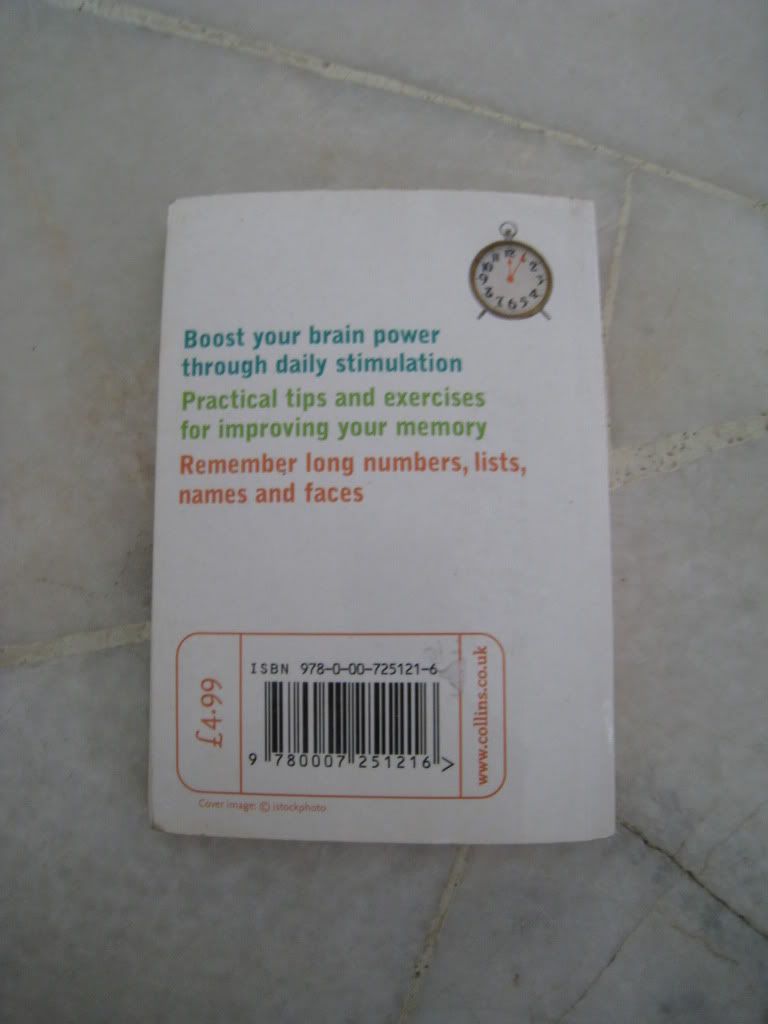 Boost your brain power
through daily stimulation
Practical tips and exercises
for improving your memory
Remember long numbers, lists,
names and faces
£4.99
ISBN 978-0-00-725121-6
9 780007 251216 >
www.collins.co.uk
Cover image: © istockphoto